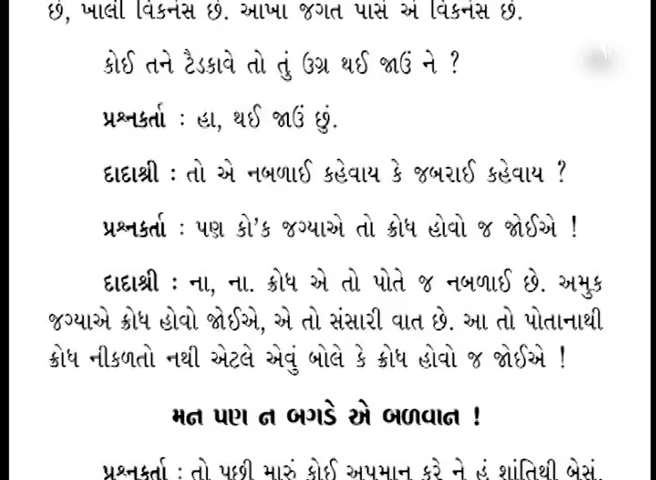 છે, ખાલી વિકનેસ છે. આખા જગત પાસે એ વિકનેસ છે.
કોઈ તને ટૈડકાવે તો તું ઉગ્ર થઈ જાઉં ને ?
પ્રશ્નકર્તા : હા, થઈ જાઉં છું.
દાદાશ્રી : તો એ નબળાઈ કહેવાય કે જબરાઈ કહેવાય ?
પ્રશ્નકર્તા : પણ કો'ક જગ્યાએ તો ક્રોધ હોવો જ જોઈએ !
દાદાશ્રી : ના, ના. ક્રોધ એ તો પોતે જ નબળાઈ છે. અમુક
જગ્યાએ ક્રોધ હોવો જોઈએ, એ તો સંસારી વાત છે. આ તો પોતાનાથી
ક્રોધ નીકળતો નથી એટલે એવું બોલે કે ક્રોધ હોવો જ જોઈએ !
મન પણ ન બગડે એ બળવાન !
પ્રશ્નકર્તા : તો પછી મારું કોઈ અપમાન કરે ને હું શાંતિથી બેસું,